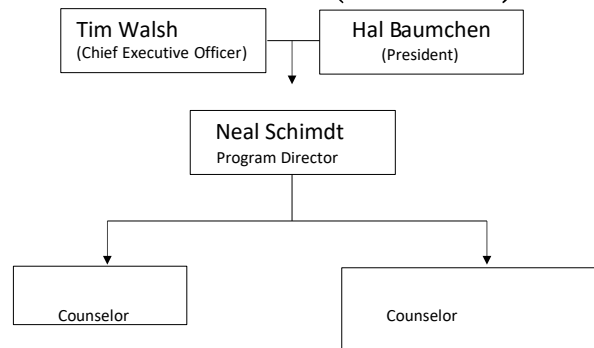 Tim Walsh
(Chief Executive Officer)
Hal Baumchen
(President)
Neal Schimdt
Program Director
Counselor
Counselor